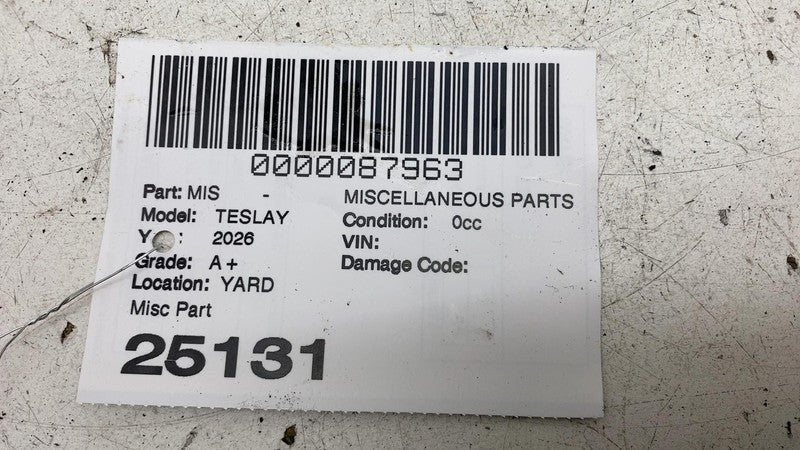 0000087963
Part: MIS - MISCELLANEOUS PARTS
Model: TESLAY Condition: 0cc
Y : 2026 VIN:
Grade: A+ Damage Code:
Location: YARD
Misc Part
25131